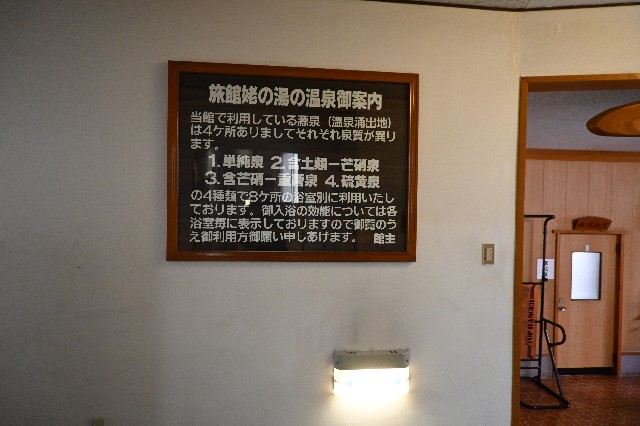 旅館姥の湯の温泉御案内
当館で利用している源泉（温泉涌出地）
は4ケ所ありましてそれぞれ泉質が異り
ます。
1.単純泉 2.含土類－芒硝泉
3.含芒硝－重曹泉 4.硫黄泉
の4種類で8ケ所の浴室別に利用いたし
ております。御入浴の効能については各
浴室毎に表示しておりますので御覧のう
え御利用方御願い申しあげます。 館主
TOP HANGER